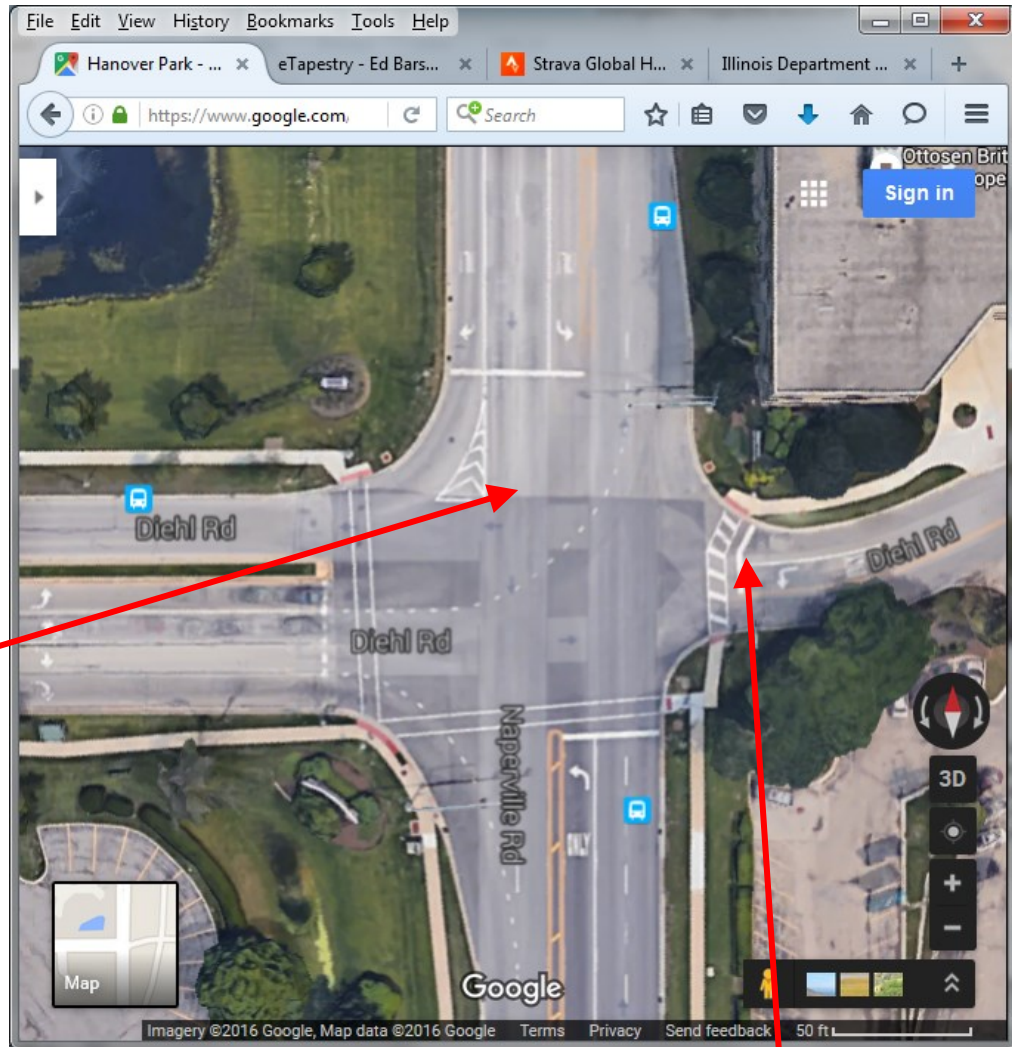 File Edit View History Bookmarks Tools Help
Hanover Park - ... × eTapestry - Ed Bars... × Strava Global H... × Illinois Department ... × +
https://www.google.com, Search
Ottosen Brit
ope
Sign in
Diehl Rd
Diehl Rd
Diehl Rd
Naperville Rd
ONLY
3D
+
−
Map
Google
Imagery ©2016 Google, Map data ©2016 Google Terms Privacy Send feedback 50 ft